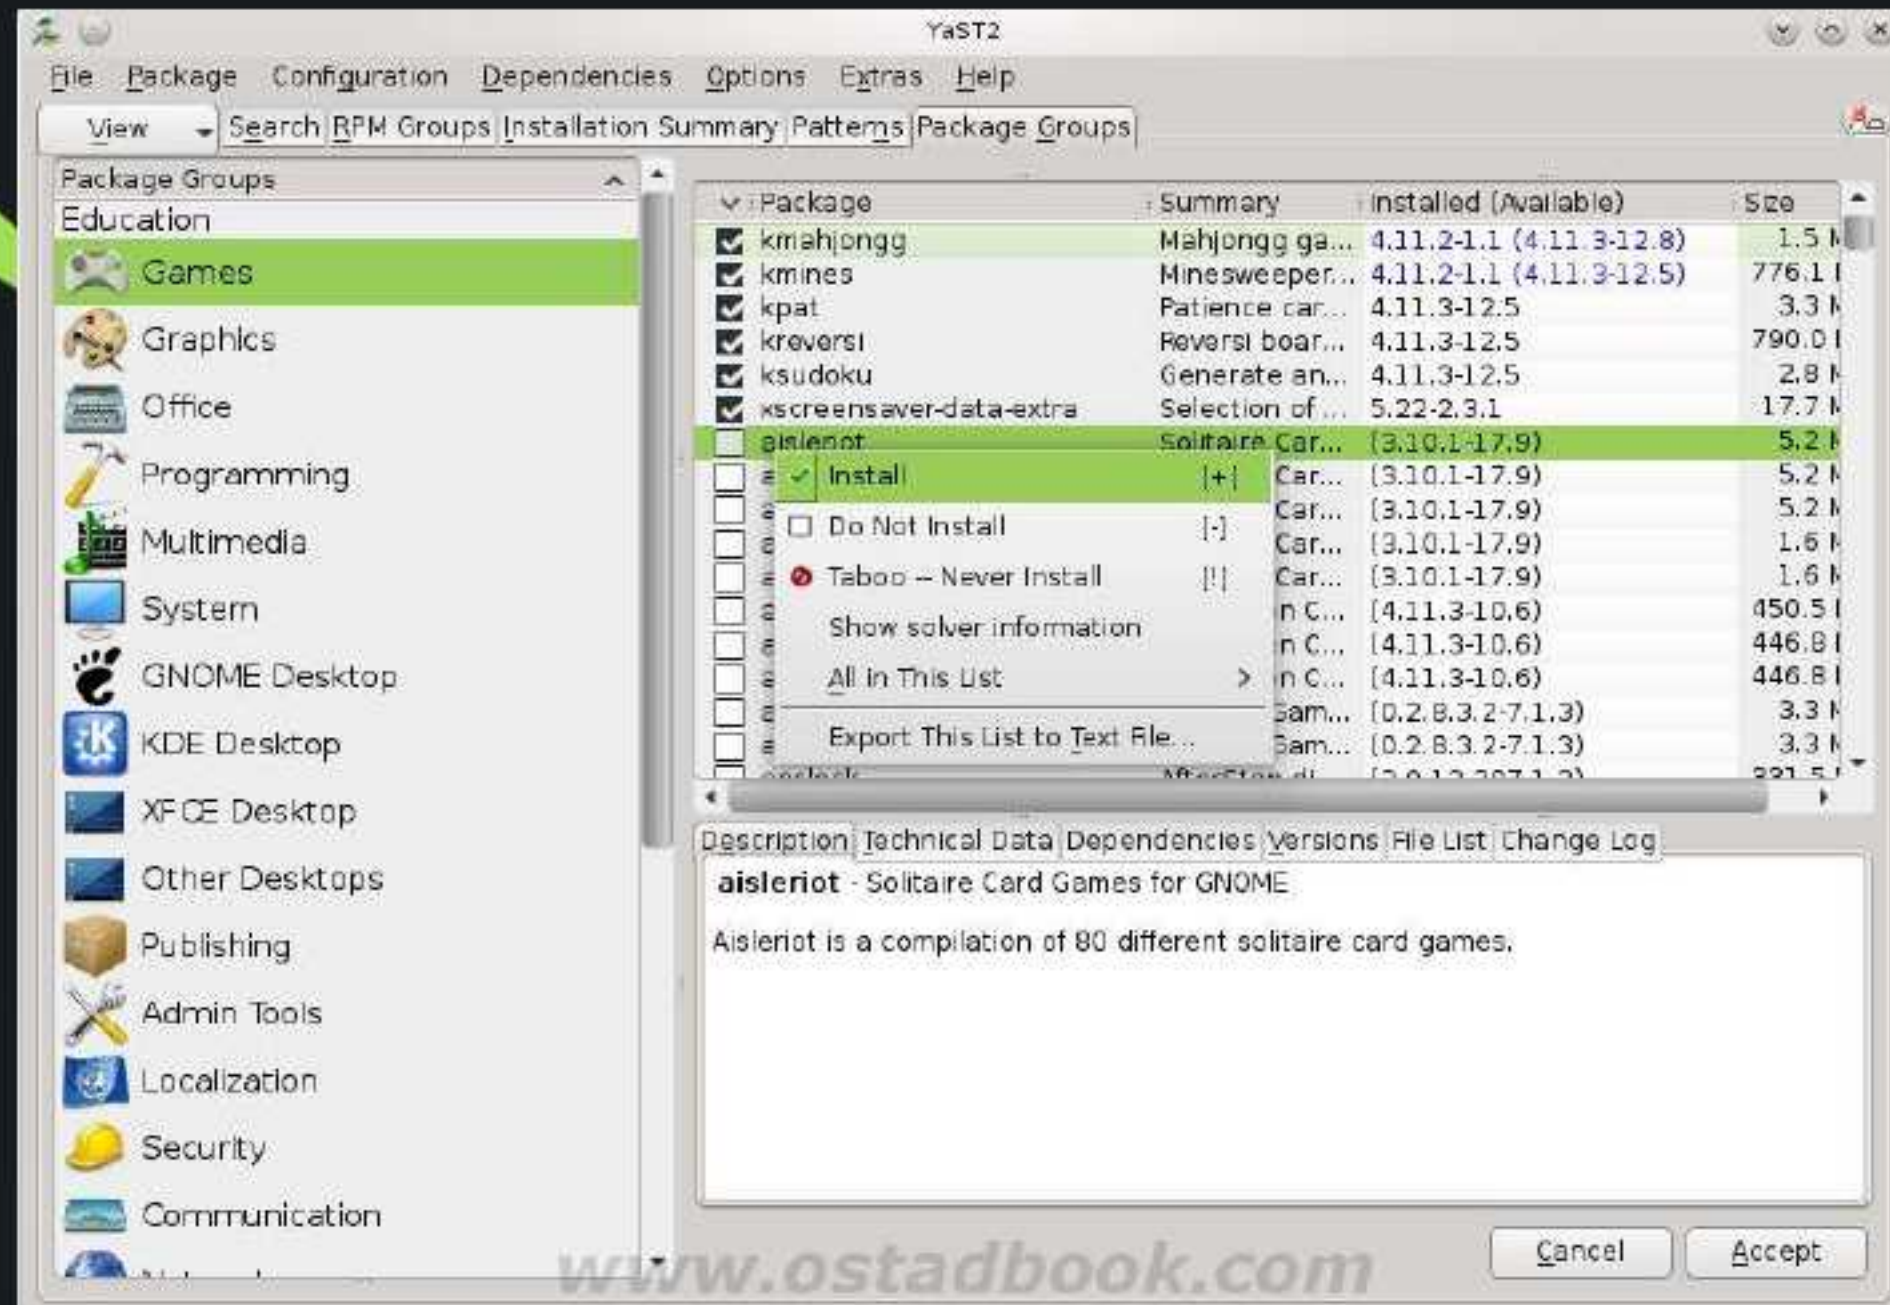 YaST2
File Package Configuration Dependencies Options Extras Help
View Search RPM Groups Installation Summary Patterns Package Groups
Package Groups
Education
Games
Graphics
Office
Programming
Multimedia
System
GNOME Desktop
KDE Desktop
XFCE Desktop
Other Desktops
Publishing
Admin Tools
Localization
Security
Communication
Package Summary Installed (Available) Size
kmahjongg Mahjongg ga... 4.11.2-1.1 (4.11.3-12.8) 1.5
kmines Minesweeper... 4.11.2-1.1 (4.11.3-12.5) 776.1
kpat Patience car... 4.11.3-12.5 3.3
kreversi Reversi boar... 4.11.3-12.5 790.0
ksudoku Generate an... 4.11.3-12.5 2.8
xscreensaver-data-extra Selection of ... 5.22-2.3.1 17.7
aisleriot Solitaire Car... (3.10.1-17.9) 5.2
Install [+] Car... (3.10.1-17.9) 5.2
Car... (3.10.1-17.9) 5.2
Do Not Install [-] Car... (3.10.1-17.9) 1.6
Taboo -- Never Install [!] Car... (3.10.1-17.9) 1.6
n C... (4.11.3-10.6) 450.5
Show solver information n C... (4.11.3-10.6) 446.8
All in This List n C... (4.11.3-10.6) 446.8
(0.2.8.3.2-7.1.3) 3.3
Export This List to Text File... (0.2.8.3.2-7.1.3) 3.3
Description Technical Data Dependencies Versions File List Change Log
aisleriot - Solitaire Card Games for GNOME
Aisleriot is a compilation of 80 different solitaire card games.
Cancel Accept
www.ostadbook.com